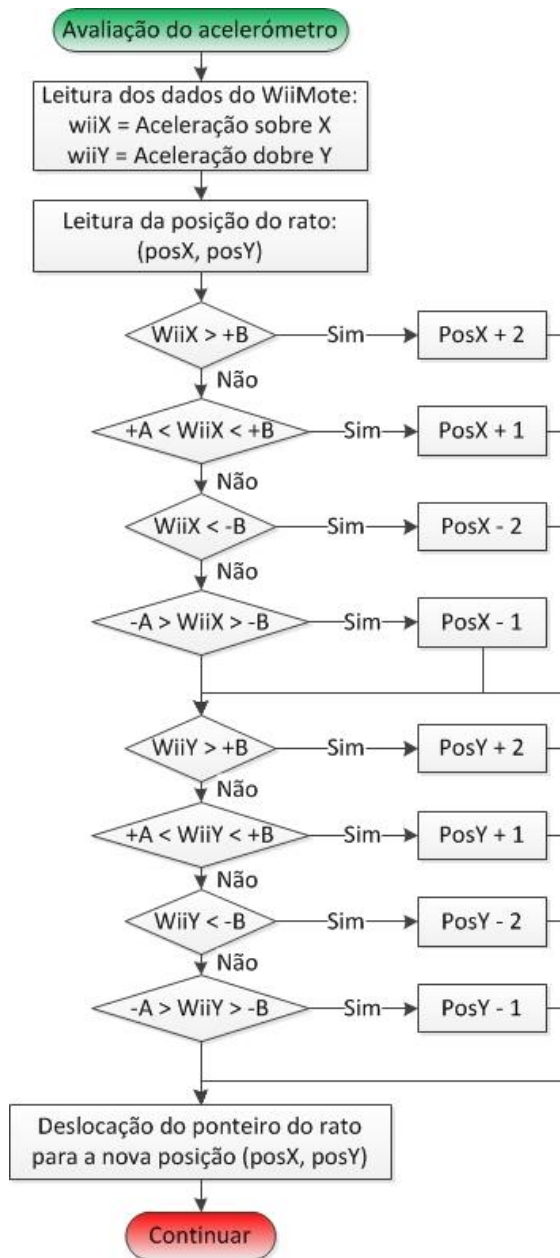 Avaliação do acelerómetro
Leitura dos dados do WiiMote:
wiiX = Aceleração sobre X
wiiY = Aceleração dobre Y
Leitura da posição do rato:
(posX, posY)
WiiX > +B
Sim
PosX + 2
Não
+A < WiiX < +B
Sim
PosX + 1
Não
WiiX < -B
Sim
PosX - 2
Não
-A > WiiX > -B
Sim
PosX - 1
WiiY > +B
Sim
PosY + 2
Não
+A < WiiY < +B
Sim
PosY + 1
Não
WiiY < -B
Sim
PosY - 2
Não
-A > WiiY > -B
Sim
PosY - 1
Deslocação do ponteiro do rato
para a nova posição (posX, posY)
Continuar